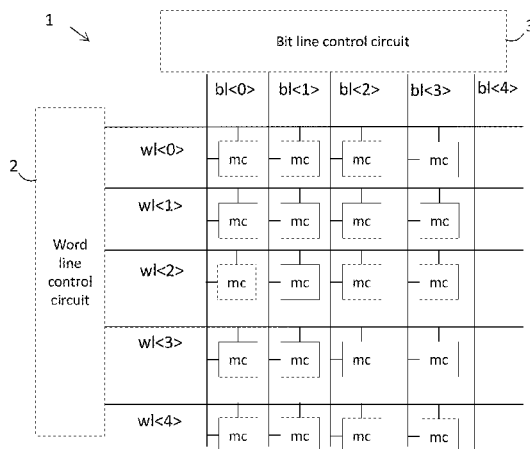 1
3
Bit line control circuit
bl<0> bl<1> bl<2> bl<3> bl<4>
2
wl<0>
mc mc mc mc
wl<1>
mc mc mc mc
Word
line
control
circuit
wl<2>
mc mc mc mc
wl<3>
mc mc mc mc
wl<4>
mc mc mc mc